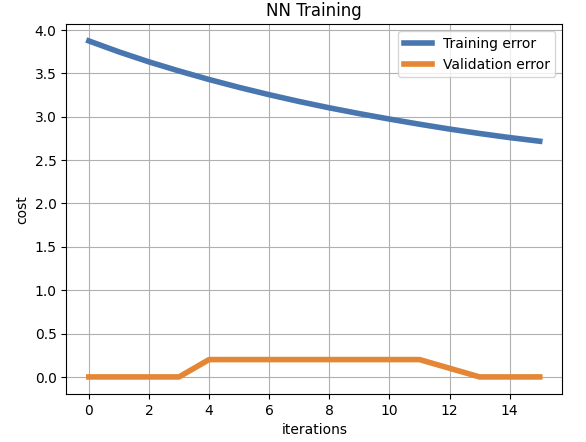 NN Training
4.0
3.5
3.0
2.5
2.0
1.5
1.0
0.5
0.0
cost
Training error
Validation error
0 2 4 6 8 10 12 14
iterations